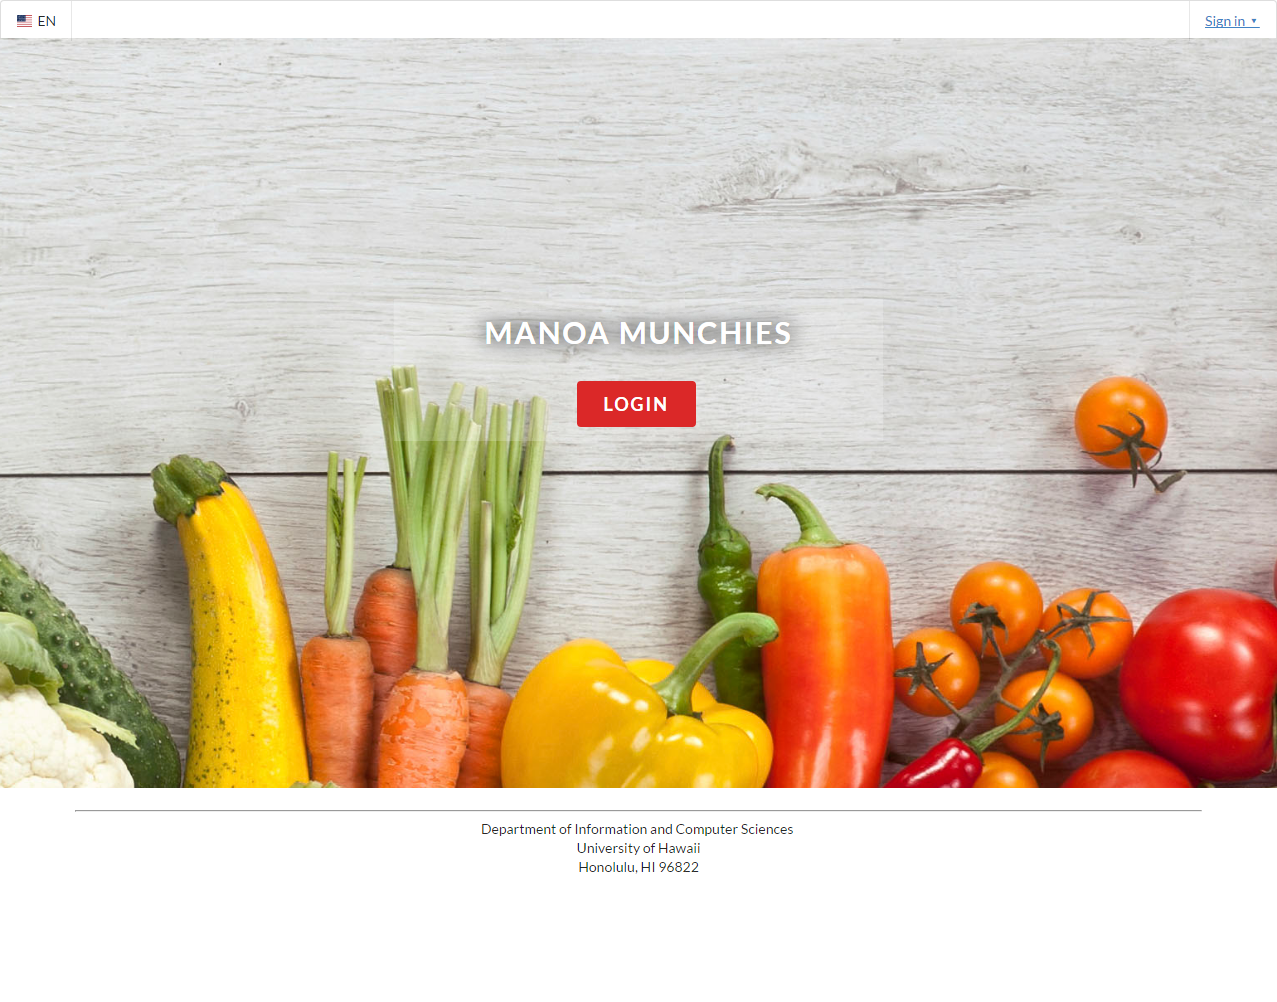 EN
Sign in ▾
MANOA MUNCHIES
LOGIN
Department of Information and Computer Sciences
University of Hawaii
Honolulu, HI 96822